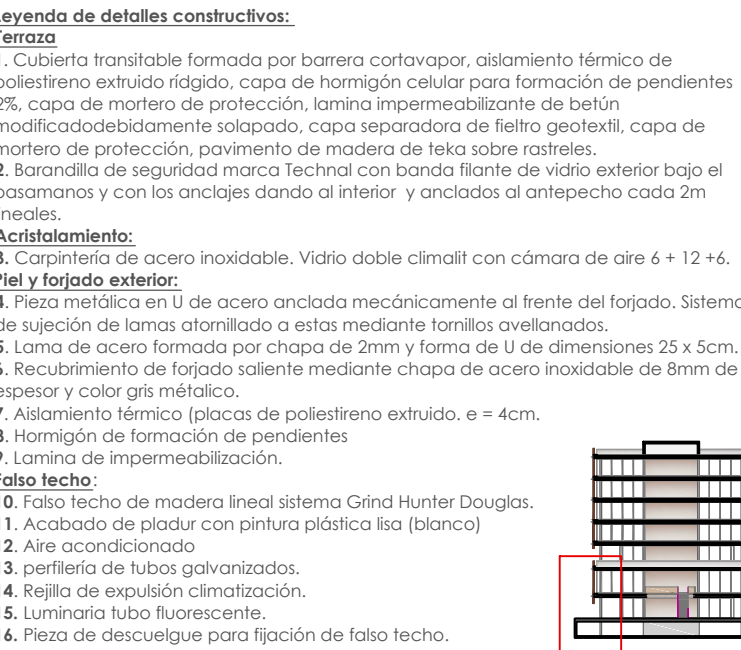 Leyenda de detalles constructivos:
Terraza
1. Cubierta transitable formada por barrera cortavapor, aislamiento térmico de
poliestireno extruido rídgido, capa de hormigón celular para formación de pendientes
2%, capa de mortero de protección, lamina impermeabilizante de betún
modificadodebidamente solapado, capa separadora de fieltro geotextil, capa de
mortero de protección, pavimento de madera de teka sobre rastreles.
2. Barandilla de seguridad marca Technal con banda filante de vidrio exterior bajo el
pasamanos y con los anclajes dando al interior y anclados al antepecho cada 2m
lineales.
Acristalamiento:
3. Carpintería de acero inoxidable. Vidrio doble climalit con cámara de aire 6 + 12 +6.
Piel y forjado exterior:
4. Pieza metálica en U de acero anclada mecánicamente al frente del forjado. Sistema
de sujeción de lamas atornillado a estas mediante tornillos avellanados.
5. Lama de acero formada por chapa de 2mm y forma de U de dimensiones 25 x 5cm.
6. Recubrimiento de forjado saliente mediante chapa de acero inoxidable de 8mm de
espesor y color gris métalico.
7. Aislamiento térmico (placas de poliestireno extruido. e = 4cm.
8. Hormigón de formación de pendientes
9. Lamina de impermeabilización.
Falso techo:
10. Falso techo de madera lineal sistema Grind Hunter Douglas.
11. Acabado de pladur con pintura plástica lisa (blanco)
12. Aire acondicionado
13. perfilería de tubos galvanizados.
14. Rejilla de expulsión climatización.
15. Luminaria tubo fluorescente.
16. Pieza de descuelgue para fijación de falso techo.